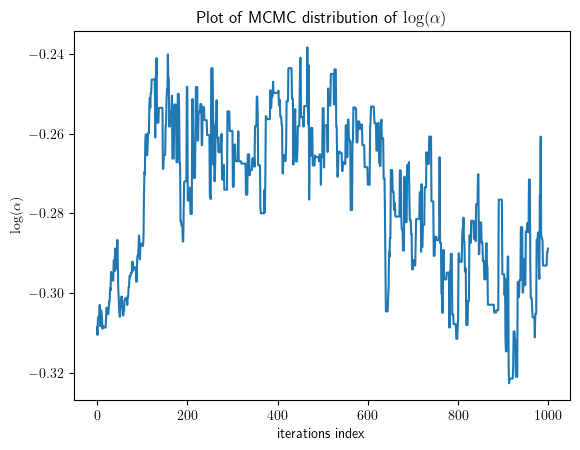 Plot of MCMC distribution of log(α)
log(α)
−0.24
−0.26
−0.28
−0.30
−0.32
0 200 400 600 800 1000
iterations index